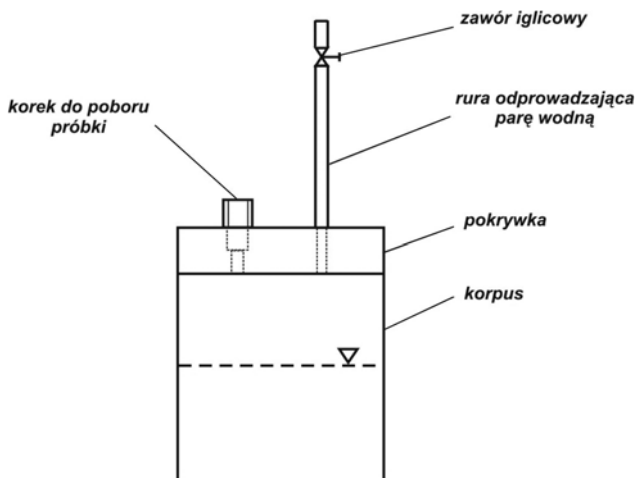 zawór iglicowy
korek do poboru
próbki
rura odprowadzająca
parę wodną
pokrywka
korpus